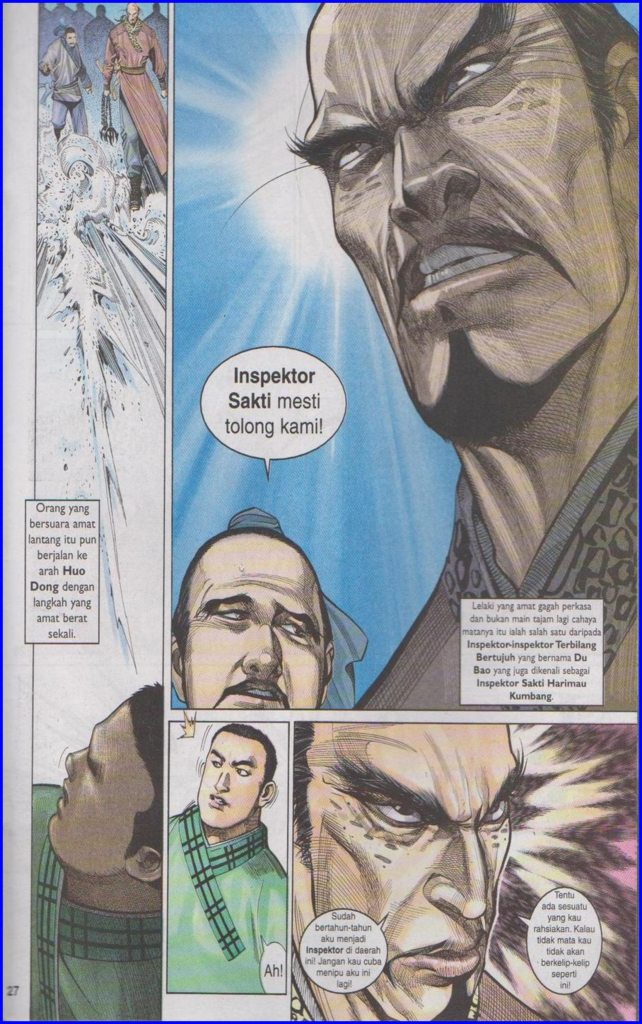 Orang yang
bersuara amat
lantang itu pun
berjalan ke
arah Huo
Dong dengan
langkah yang
amat berat
sekali.
Inspektor
Sakti mesti
tolong kami!
Lelaki yang amat gagah perkasa
dan bukan main tajam lagi cahaya
matanya itu ialah salah satu daripada
Inspektor-inspektor Terbilang
Bertujuh yang bernama Du
Bao yang juga dikenali sebagai
Inspektor Sakti Harimau
Kumbang.
Ah!
Sudah
bertahun-tahun
aku menjadi
Inspektor di daerah
ini! Jangan kau cuba
menipu aku ini
lagi!
Tentu
ada sesuatu
yang kau
rahsiakan. Kalau
tidak mata kau
tidak akan
berkelip-kelip
seperti
ini!
27